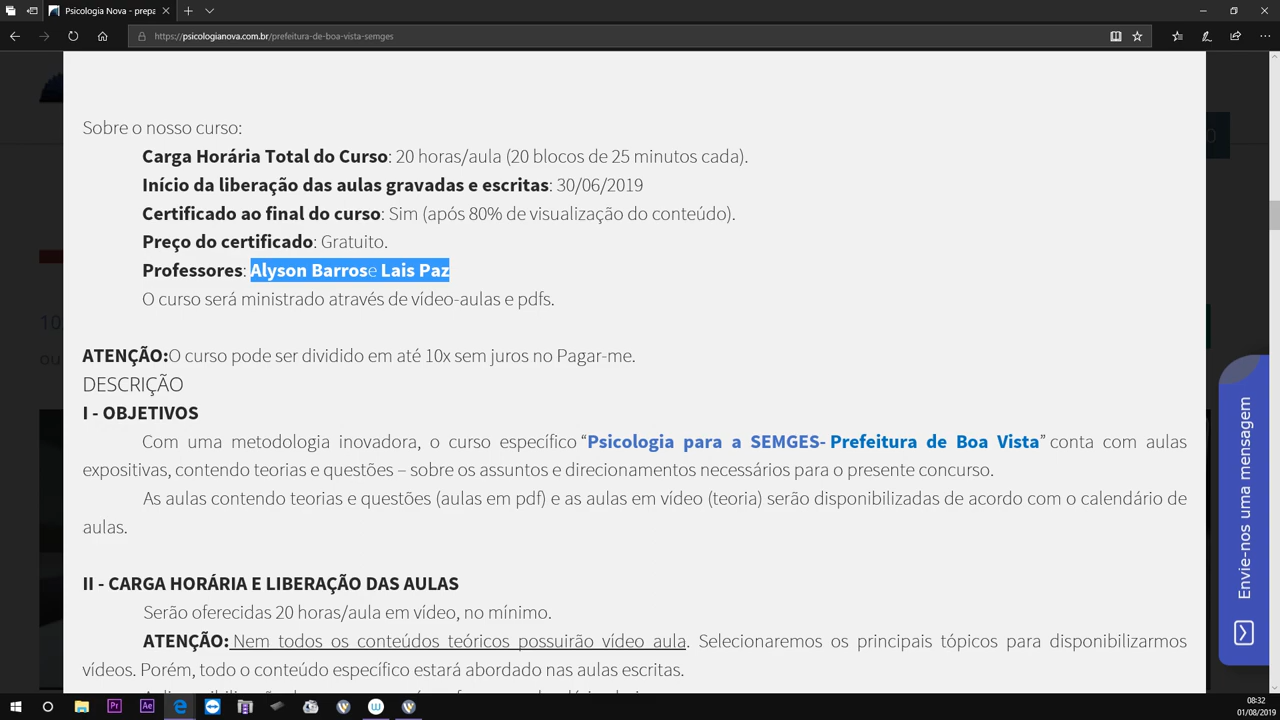 Psicologia Nova - prepa
https://psicologianova.com.br/prefeitura-de-boa-vista-semges
Sobre o nosso curso:
Carga Horária Total do Curso: 20 horas/aula (20 blocos de 25 minutos cada).
Início da liberação das aulas gravadas e escritas: 30/06/2019
Certificado ao final do curso: Sim (após 80% de visualização do conteúdo).
Preço do certificado: Gratuito.
Professores: Alyson Barrose Lais Paz
O curso será ministrado através de vídeo-aulas e pdfs.
ATENÇÃO:O curso pode ser dividido em até 10x sem juros no Pagar-me.
DESCRIÇÃO
I - OBJETIVOS
Com uma metodologia inovadora, o curso específico “Psicologia para a SEMGES- Prefeitura de Boa Vista” conta com aulas
expositivas, contendo teorias e questões – sobre os assuntos e direcionamentos necessários para o presente concurso.
As aulas contendo teorias e questões (aulas em pdf) e as aulas em vídeo (teoria) serão disponibilizadas de acordo com o calendário de
aulas.
II - CARGA HORÁRIA E LIBERAÇÃO DAS AULAS
Serão oferecidas 20 horas/aula em vídeo, no mínimo.
ATENÇÃO: Nem todos os conteúdos teóricos possuirão vídeo aula. Selecionaremos os principais tópicos para disponibilizarmos
vídeos. Porém, todo o conteúdo específico estará abordado nas aulas escritas.
Envie-nos uma mensagem
08:32
01/08/2019